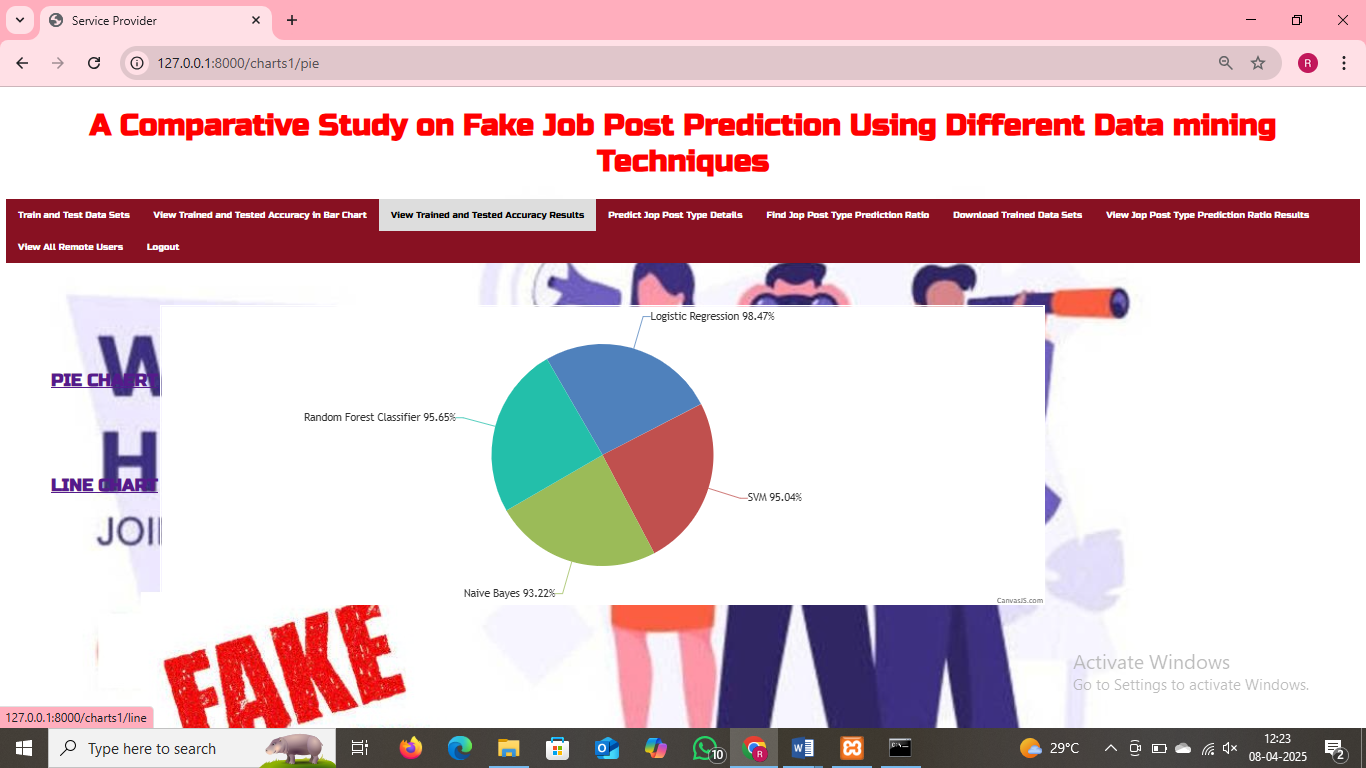 Service Provider
127.0.0.1:8000/charts1/pie
R
A Comparative Study on Fake Job Post Prediction Using Different Data mining
Techniques
Train and Test Data Sets View Trained and Tested Accuracy in Bar Chart View Trained and Tested Accuracy Results Predict Jop Post Type Details Find Jop Post Type Prediction Ratio Download Trained Data Sets View Jop Post Type Prediction Ratio Results
View All Remote Users Logout
Logistic Regression 98.47%
PIE CHART
Random Forest Classifier 95.65%
LINE CHART
SVM 95.04%
Naive Bayes 93.22%
CanvasJS.com
FAKE
Activate Windows
Go to Settings to activate Windows.
127.0.0.1:8000/charts1/line
Type here to search
10
R
29°C
12:23
08-04-2025
2